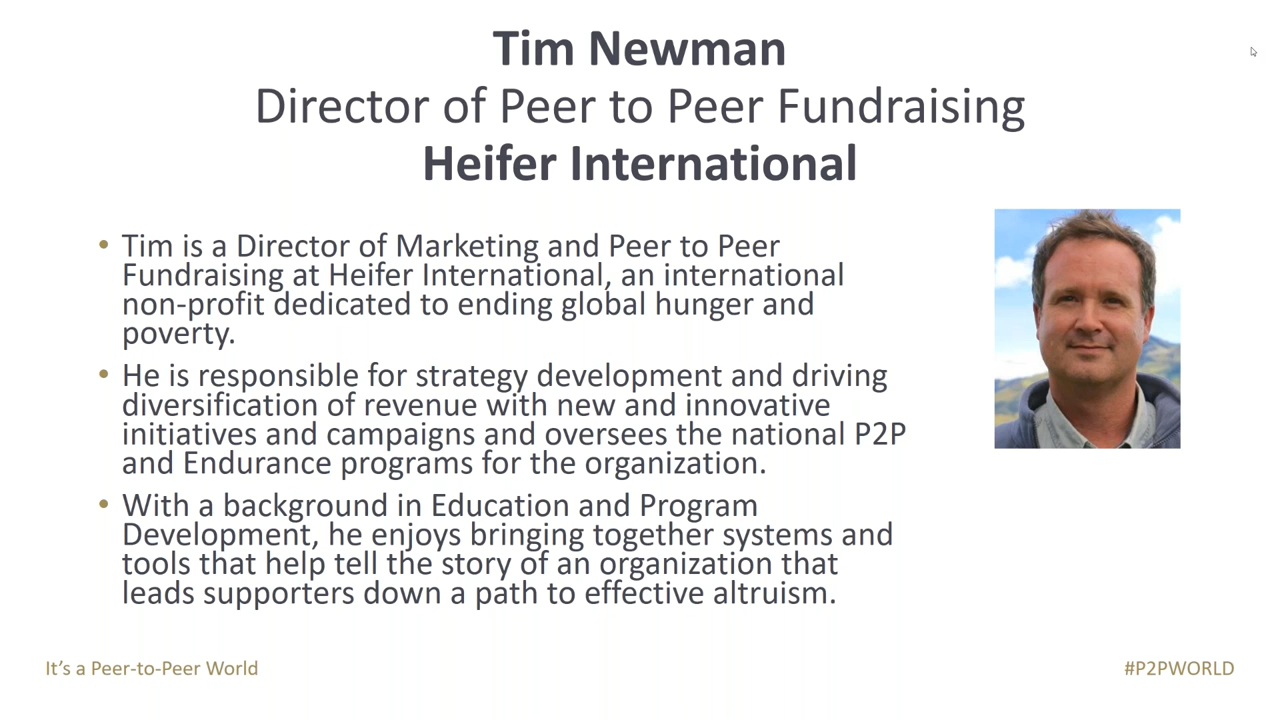 Tim Newman
Director of Peer to Peer Fundraising
Heifer International
• Tim is a Director of Marketing and Peer to Peer
Fundraising at Heifer International, an international
non-profit dedicated to ending global hunger and
poverty.
• He is responsible for strategy development and driving
diversification of revenue with new and innovative
initiatives and campaigns and oversees the national P2P
and Endurance programs for the organization.
• With a background in Education and Program
Development, he enjoys bringing together systems and
tools that help tell the story of an organization that
leads supporters down a path to effective altruism.
It’s a Peer-to-Peer World
#P2PWORLD